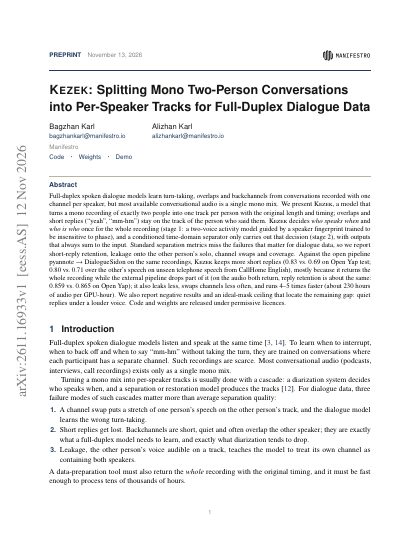 PREPRINT November 13, 2026
MANIFESTRO
KEZEK: Splitting Mono Two-Person Conversations
into Per-Speaker Tracks for Full-Duplex Dialogue Data
Bagzhan Karl Alizhan Karl
bagzhankarl@manifestro.io alizhankarl@manifestro.io
Manifestro
Code · Weights · Demo
Abstract
Full-duplex spoken dialogue models learn turn-taking, overlaps and backchannels from conversations recorded with one
channel per speaker, but most available conversational audio is a single mono mix. We present KEZEK, a model that
turns a mono recording of exactly two people into one track per person with the original length and timing; overlaps and
short replies ("yeah", "mm-hm") stay on the track of the person who said them. KEZEK decides who speaks when and
who is who once for the whole recording (stage 1: a two-voice activity model guided by a speaker fingerprint trained to
be insensitive to phase), and a conditioned time-domain separator only carries out that decision (stage 2), with outputs
that always sum to the input. Standard separation metrics miss the failures that matter for dialogue data, so we report
short-reply retention, leakage onto the other person's solo, channel swaps and coverage. Against the open pipeline
pyannote → DialogueSidon on the same recordings, KEZEK keeps more short replies (0.83 vs. 0.69 on Open Yap test;
0.80 vs. 0.71 over the other's speech on unseen telephone speech from CallHome English), mostly because it returns the
whole recording while the external pipeline drops part of it (on the audio both return, reply retention is about the same:
0.859 vs. 0.865 on Open Yap); it also leaks less, swaps channels less often, and runs 4–5 times faster (about 230 hours
of audio per GPU-hour). We also report negative results and an ideal-mask ceiling that locate the remaining gap: quiet
replies under a louder voice. Code and weights are released under permissive licences.
1 Introduction
Full-duplex spoken dialogue models listen and speak at the same time [3, 14]. To learn when to interrupt,
when to back off and when to say "mm-hm" without taking the turn, they are trained on conversations
where each participant has a separate channel. Such recordings are scarce. Most conversational audio (podcasts,
interviews, call recordings) exists only as a single mono mix.
Turning a mono mix into per-speaker tracks is usually done with a cascade: a diarization system decides
who speaks when, and a separation or restoration model produces the tracks [12]. For dialogue data, three
failure modes of such cascades matter more than average separation quality:
1. A channel swap puts a stretch of one person's speech on the other person's track, and the dialogue model
learns the wrong turn-taking.
2. Short replies get lost. Backchannels are short, quiet and often overlap the other speaker; they are exactly
what a full-duplex model needs to learn, and exactly what diarization tends to drop.
3. Leakage, the other person's voice audible on a track, teaches the model to treat its own channel as
containing both speakers.
A data-preparation tool must also return the whole recording with the original timing, and it must be fast
enough to process tens of thousands of hours.
1
arXiv:2611.16933v1 [eess.AS] 12 Nov 2026